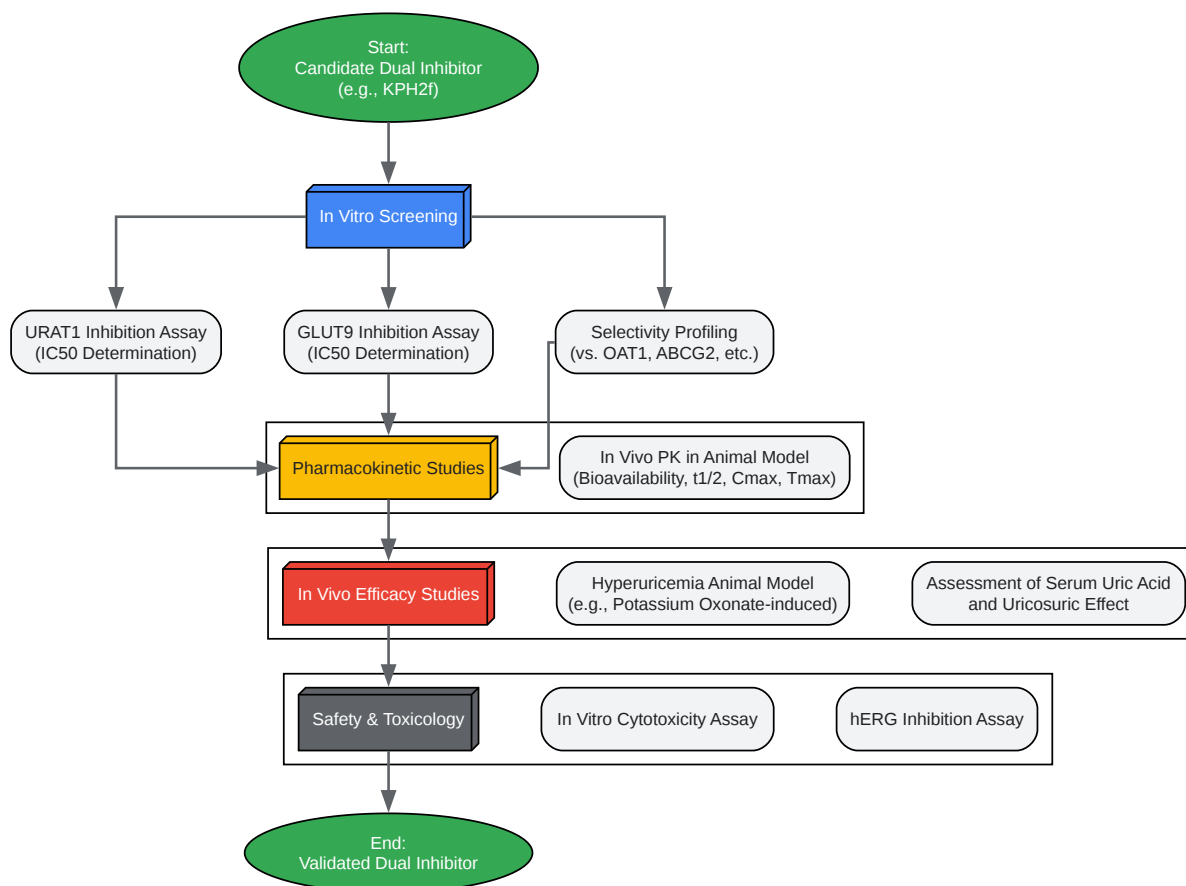 Start:
Candidate Dual Inhibitor
(e.g., KPH2f)
In Vitro Screening
URAT1 Inhibition Assay
(IC50 Determination)
GLUT9 Inhibition Assay
(IC50 Determination)
Selectivity Profiling
(vs. OAT1, ABCG2, etc.)
Pharmacokinetic Studies
In Vivo PK in Animal Model
(Bioavailability, t1/2, Cmax, Tmax)
In Vivo Efficacy Studies
Hyperuricemia Animal Model
(e.g., Potassium Oxonate-induced)
Assessment of Serum Uric Acid
and Uricosuric Effect
Safety & Toxicology
In Vitro Cytotoxicity Assay
hERG Inhibition Assay
End:
Validated Dual Inhibitor